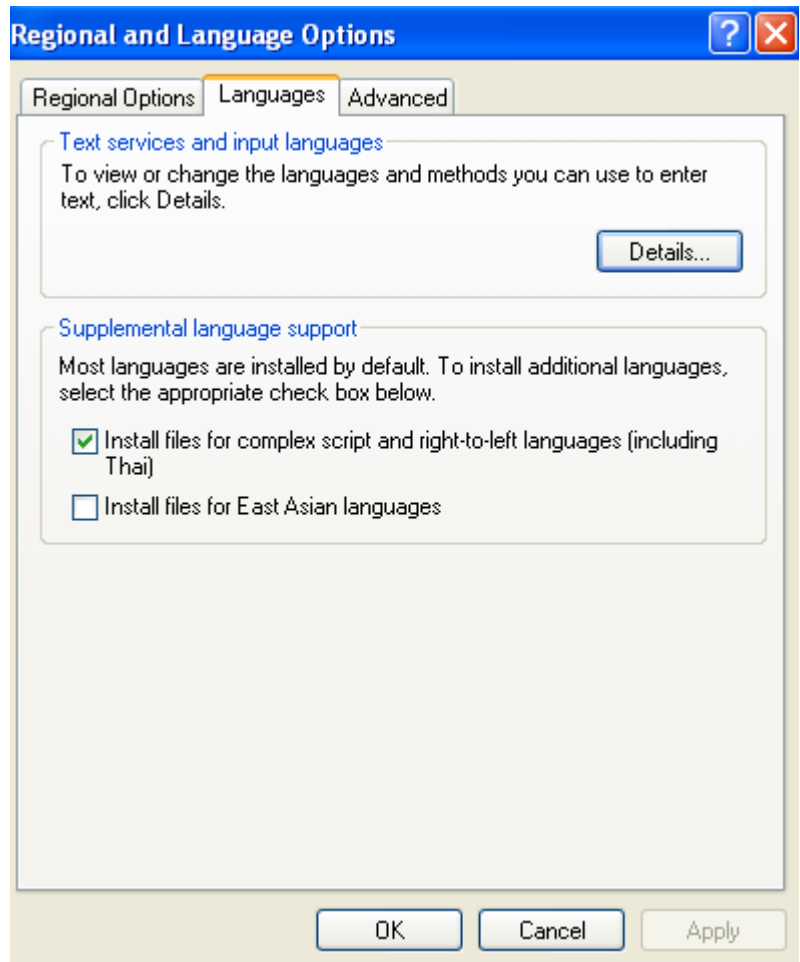 Regional and Language Options
Regional Options Languages Advanced
Text services and input languages
To view or change the languages and methods you can use to enter
text, click Details.
Details...
Supplemental language support
Most languages are installed by default. To install additional languages,
select the appropriate check box below.
Install files for complex script and right-to-left languages (including
Thai)
Install files for East Asian languages
OK Cancel Apply